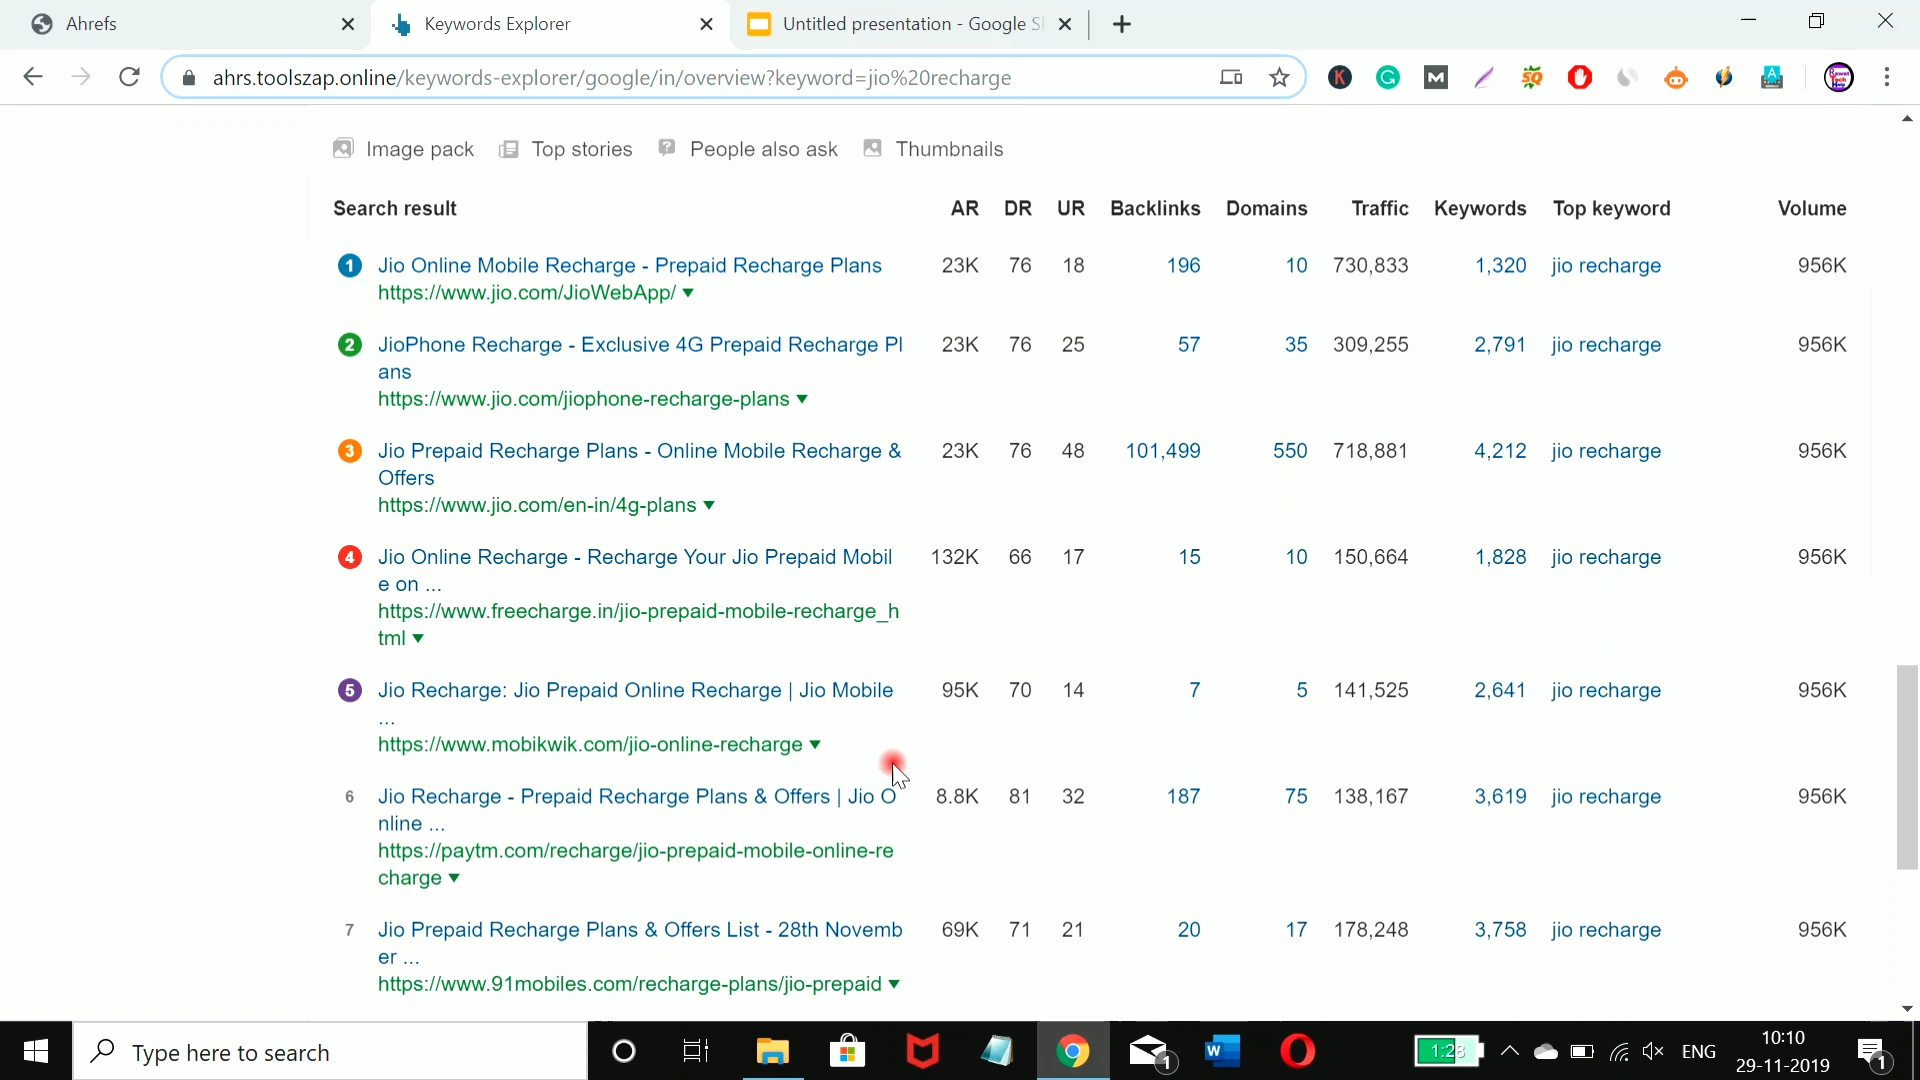 Ahrefs
Keywords Explorer
Untitled presentation - Google Sl
ahrs.toolszap.online/keywords-explorer/google/in/overview?keyword=jio%20recharge
Image pack Top stories People also ask Thumbnails
Search result AR DR UR Backlinks Domains Traffic Keywords Top keyword Volume
1 Jio Online Mobile Recharge - Prepaid Recharge Plans 23K 76 18 196 10 730,833 1,320 jio recharge 956K
https://www.jio.com/JioWebApp/
2 JioPhone Recharge - Exclusive 4G Prepaid Recharge Pl 23K 76 25 57 35 309,255 2,791 jio recharge 956K
ans
https://www.jio.com/jiophone-recharge-plans
3 Jio Prepaid Recharge Plans - Online Mobile Recharge & 23K 76 48 101,499 550 718,881 4,212 jio recharge 956K
Offers
https://www.jio.com/en-in/4g-plans
4 Jio Online Recharge - Recharge Your Jio Prepaid Mobil 132K 66 17 15 10 150,664 1,828 jio recharge 956K
e on ...
https://www.freecharge.in/jio-prepaid-mobile-recharge_h
tml
5 Jio Recharge: Jio Prepaid Online Recharge | Jio Mobile 95K 70 14 7 5 141,525 2,641 jio recharge 956K
...
https://www.mobikwik.com/jio-online-recharge
6 Jio Recharge - Prepaid Recharge Plans & Offers | Jio O 8.8K 81 32 187 75 138,167 3,619 jio recharge 956K
nline ...
https://paytm.com/recharge/jio-prepaid-mobile-online-re
charge
7 Jio Prepaid Recharge Plans & Offers List - 28th Novemb 69K 71 21 20 17 178,248 3,758 jio recharge 956K
er ...
https://www.91mobiles.com/recharge-plans/jio-prepaid
Type here to search
1
1:28
ENG
10:10
29-11-2019
1